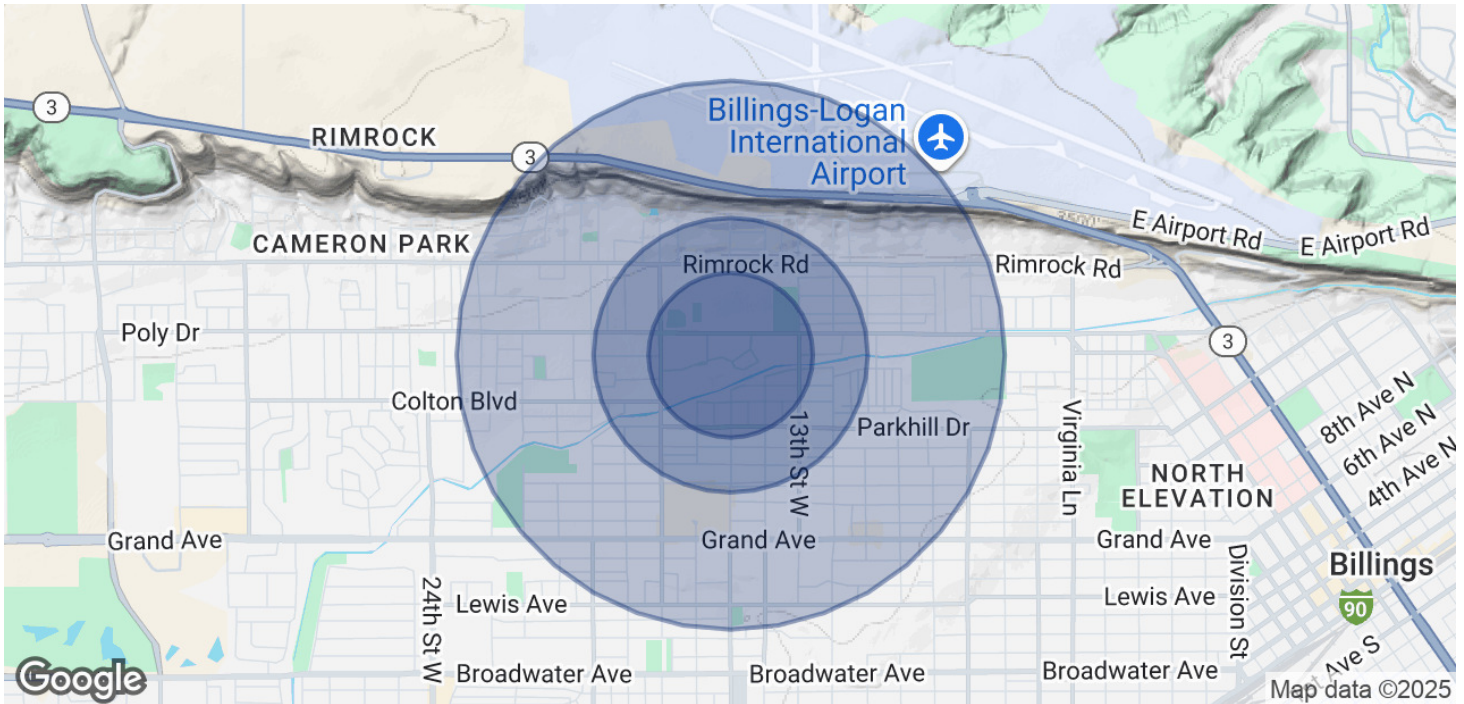 3
RIMROCK
3
Billings-Logan
International
Airport
E Airport Rd
E Airport Rd
CAMERON PARK
Rimrock Rd
Rimrock Rd
Poly Dr
3
Colton Blvd
13th St W
Parkhill Dr
Virginia Ln
8th Ave N
6th Ave N
4th Ave N
NORTH
ELEVATION
Grand Ave
Grand Ave
Grand Ave
Division St
Billings
90
24th St W
Lewis Ave
Lewis Ave
Broadwater Ave
Broadwater Ave
Broadwater Ave
Ave S
Google
Map data ©2025